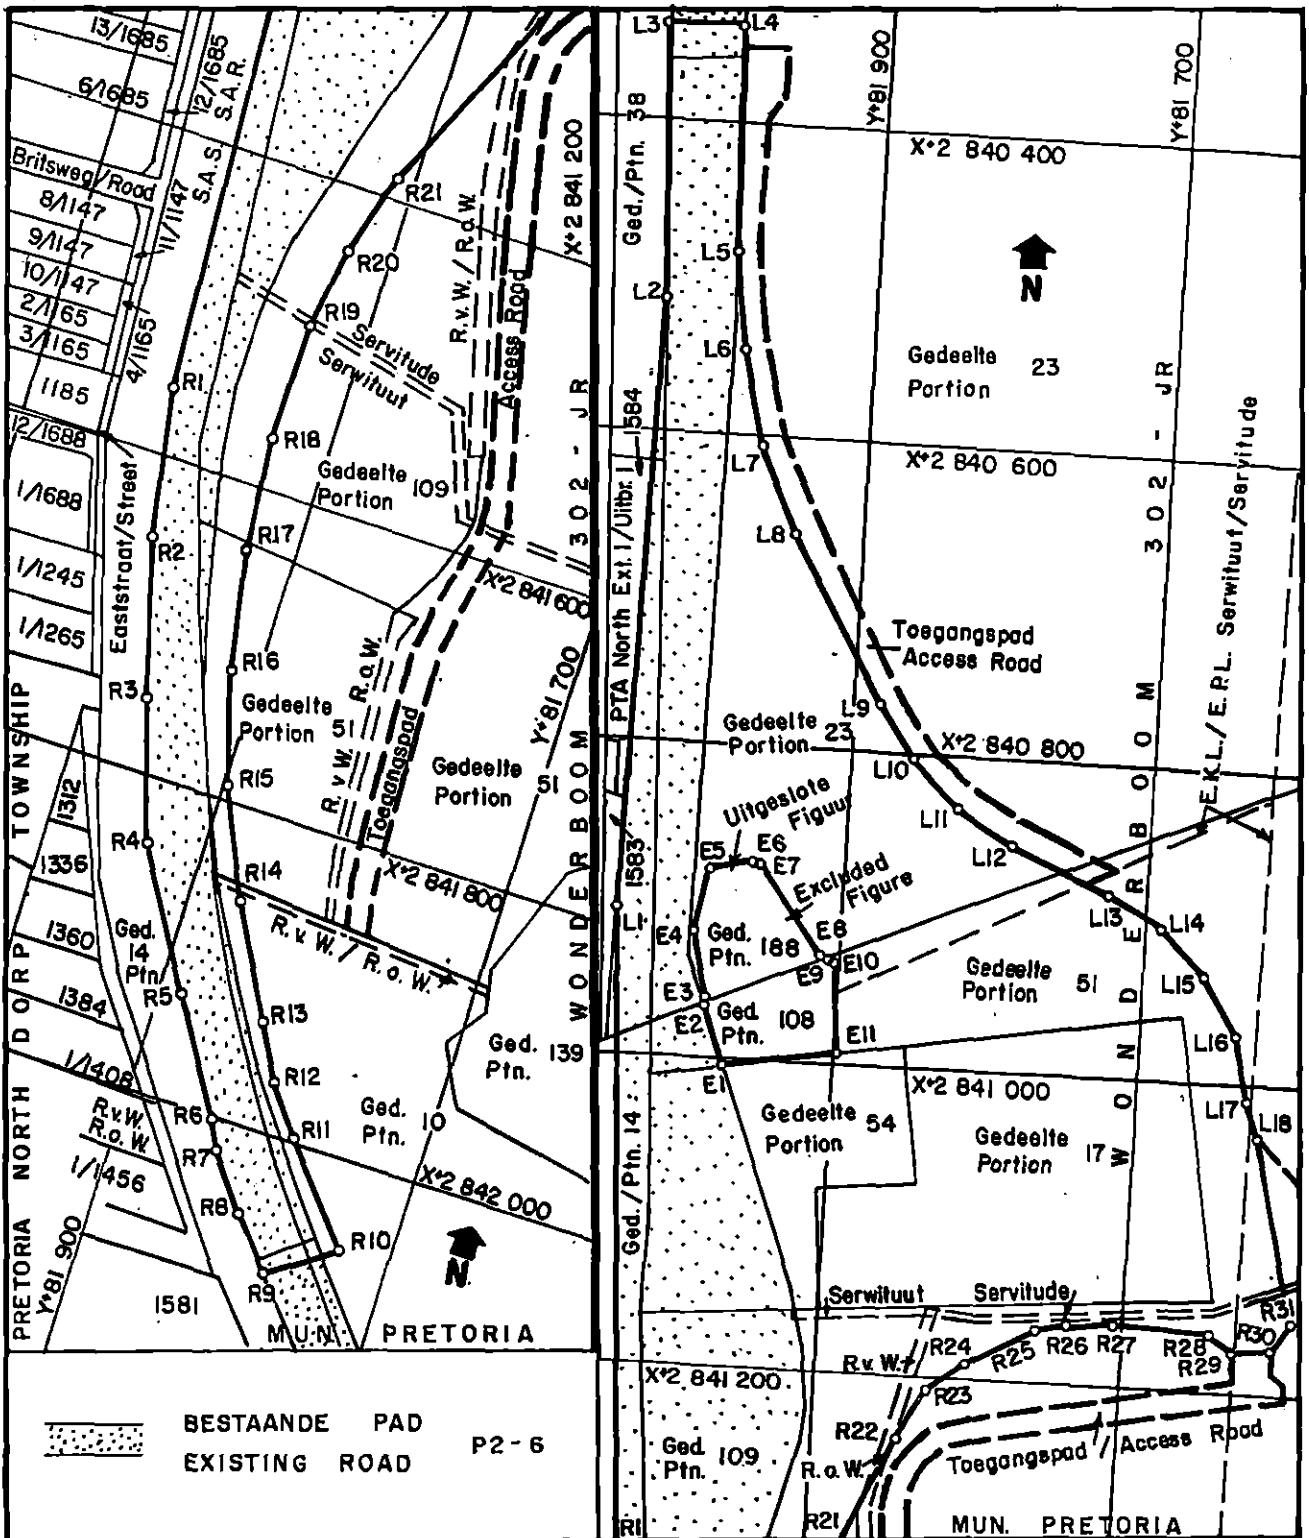 13/1685
6/1685
12/1685
S.A.R.
S.A.S.
Britsweg/Road
8/1147
9/1147
10/1147
11/1147
2/1165
3/1165
4/1165
1185
12/1688
1/1688
1/1245
1/1265
Eaststraat/Street
R1
R2
R3
R4
R5
R6
R7
R8
R9
R10
R11
R12
R13
R14
R15
R16
R17
R18
R19
R20
R21
Servitude
Serwituut
R.v.W./R.o.W.
Access Road
X+2 841 200
Gedeelte
Portion 109
X+2 841 600
R.v.W. R.o.W.
Toegangspad
Gedeelte
Portion 51
Gedeelte
Portion 51
Y+81 700
X+2 841 800
R.v.W. / R.o.W.
PRETORIA NORTH DORP TOWNSHIP
1312
1336
1360
1384
1/1408
R.v.W.
R.o.W.
1/1456
1581
Ged.
14
Ptn.
Ged.
Ptn. 10
Ged.
Ptn. 139
X+2 842 000
Y+81 900
N
MUN. PRETORIA
WONDERBOOM 302-JR
BESTAANDE PAD
EXISTING ROAD
P2-6
L3
L4
Y+81 900
Y+81 700
X+2 840 400
Ged./Ptn. 38
L5
L2
L6
N
Gedeelte
Portion 23
L7
X+2 840 600
L8
1584
PTA North Ext. 1/Uitbr. 1
302-JR
E.K.L./E.P.L. Serwituut/Servitude
Toegangspad
Access Road
L9
Gedeelte
Portion 23
X+2 840 800
L10
L11
L12
L13
L14
L15
L16
L17
L18
Uitgeslote
Figuur
Excluded
Figure
E5
E6
E7
E4
Ged.
Ptn. 188
E8
E9
E10
E3
E2
Ged.
Ptn. 108
E11
E1
1583
Gedeelte
Portion 51
WONDERBOOM
X+2 841 000
Gedeelte
Portion 54
Gedeelte
Portion 17
Ged./Ptn. 14
Serwituut Servitude
R31
R30
R29
R28
R27
R26
R25
R24
R23
R22
R21
R.v.W.
X+2 841 200
Ged.
Ptn. 109
R.o.W.
Toegangspad / Access Road
R1
MUN. PRETORIA